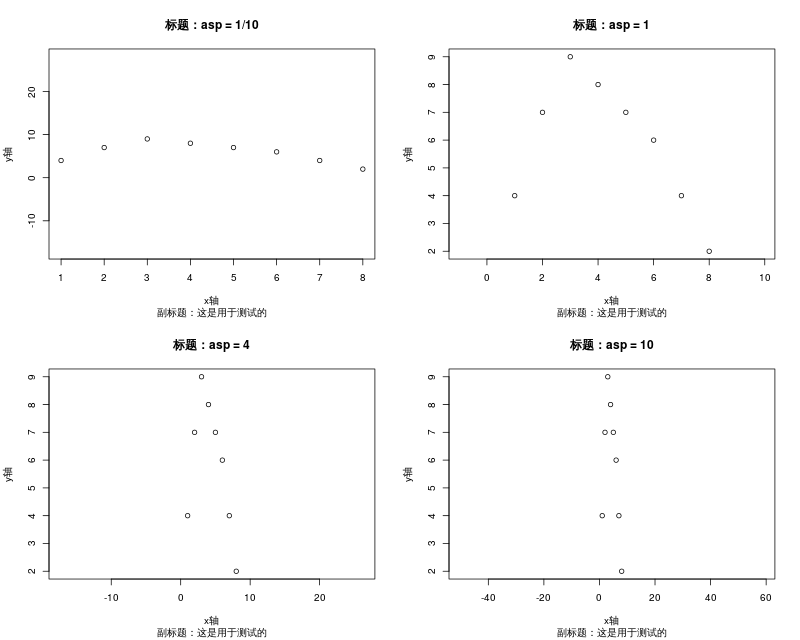 标题：asp = 1/10
y轴
20
10
0
-10
1 2 3 4 5 6 7 8
x轴
副标题：这是用于测试的
标题：asp = 1
y轴
9
8
7
6
5
4
3
2
0 2 4 6 8 10
x轴
副标题：这是用于测试的
标题：asp = 4
y轴
9
8
7
6
5
4
3
2
-10 0 10 20
x轴
副标题：这是用于测试的
标题：asp = 10
y轴
9
8
7
6
5
4
3
2
-40 -20 0 20 40 60
x轴
副标题：这是用于测试的